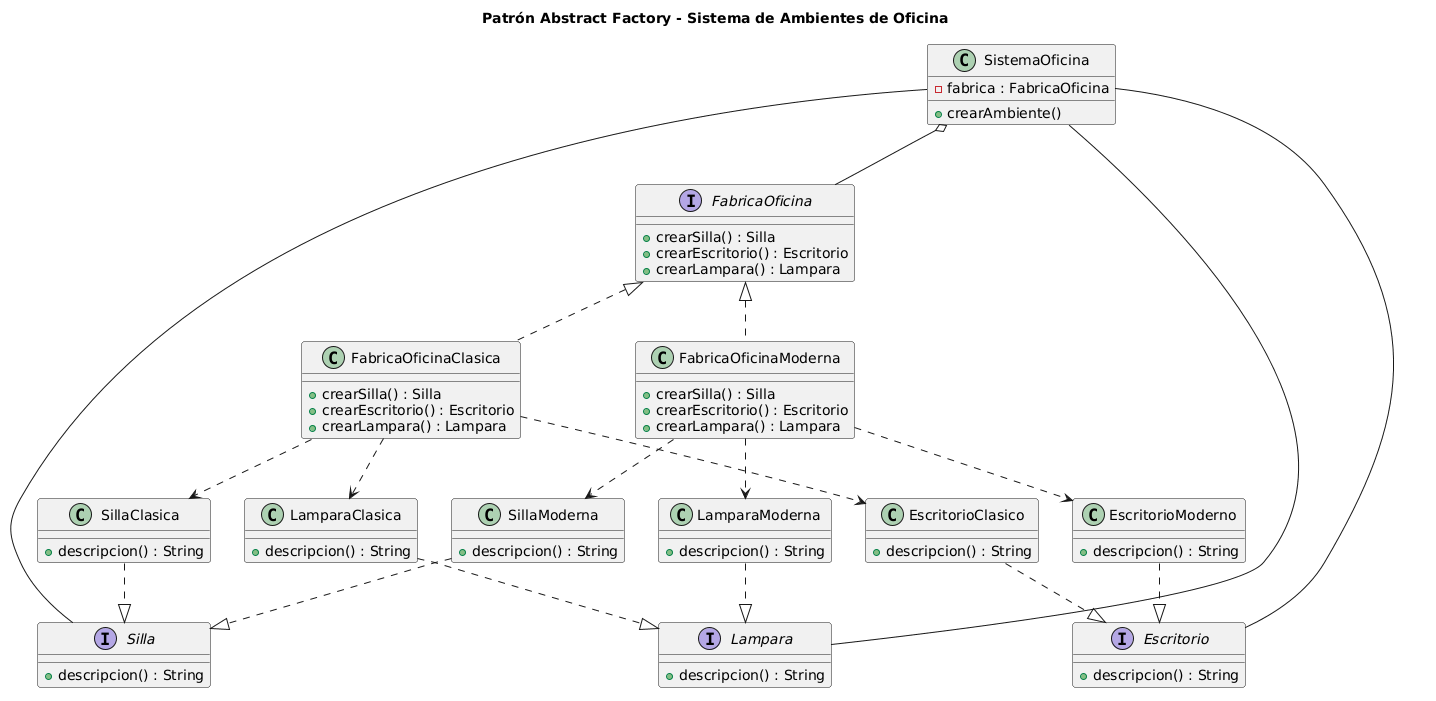 Patrón Abstract Factory - Sistema de Ambientes de Oficina
C SistemaOficina
fabrica : FabricaOficina
crearAmbiente()
I FabricaOficina
crearSilla() : Silla
crearEscritorio() : Escritorio
crearLampara() : Lampara
C FabricaOficinaClasica
crearSilla() : Silla
crearEscritorio() : Escritorio
crearLampara() : Lampara
C FabricaOficinaModerna
crearSilla() : Silla
crearEscritorio() : Escritorio
crearLampara() : Lampara
C SillaClasica
descripcion() : String
C LamparaClasica
descripcion() : String
C SillaModerna
descripcion() : String
C LamparaModerna
descripcion() : String
C EscritorioClasico
descripcion() : String
C EscritorioModerno
descripcion() : String
I Silla
descripcion() : String
I Lampara
descripcion() : String
I Escritorio
descripcion() : String